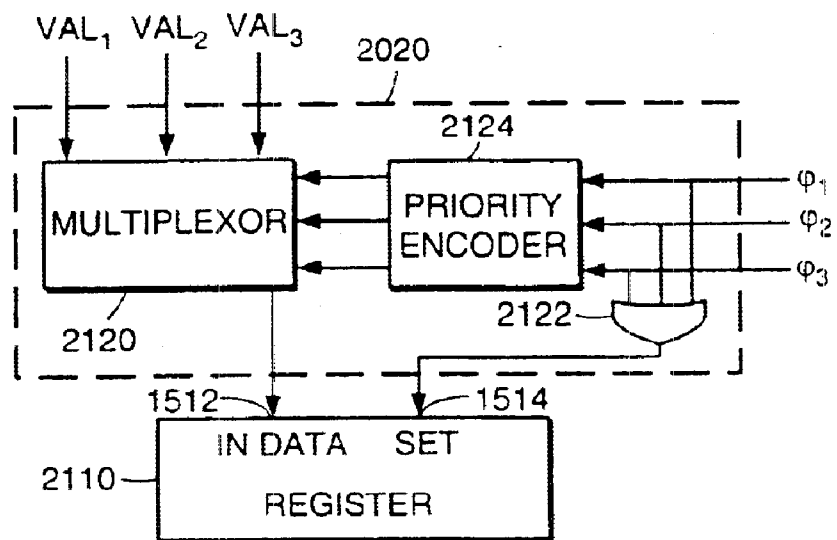 VAL₁ VAL₂ VAL₃
2020
2124
MULTIPLEXOR
PRIORITY
ENCODER
φ₁
φ₂
φ₃
2122
2120
1512
1514
IN DATA SET
2110
REGISTER